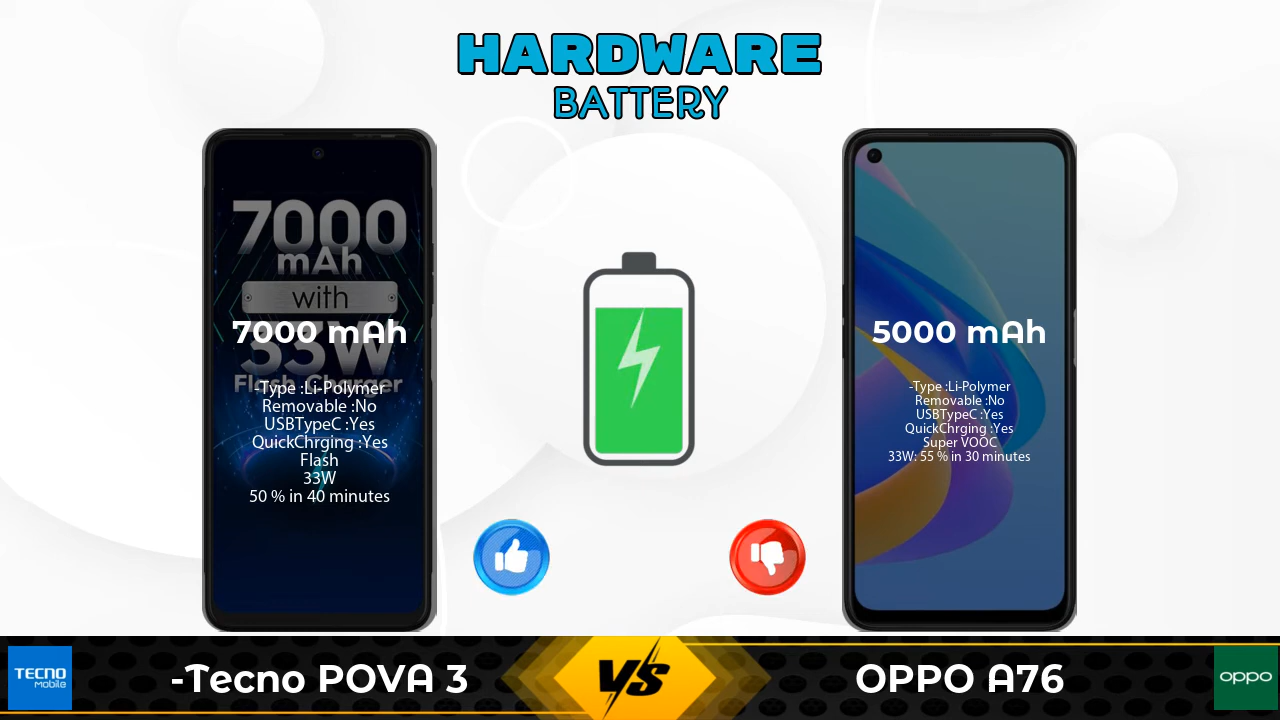 HARDWARE
BATTERY
7000
mAh
with
33W
Flash Charger
7000 mAh
-Type :Li-Polymer
Removable :No
USBTypeC :Yes
QuickChrging :Yes
Flash
33W
50 % in 40 minutes
5000 mAh
-Type :Li-Polymer
Removable :No
USBTypeC :Yes
QuickChrging :Yes
Super VOOC
33W: 55 % in 30 minutes
TECNO
mobile
-Tecno POVA 3
VS
OPPO A76
oppo